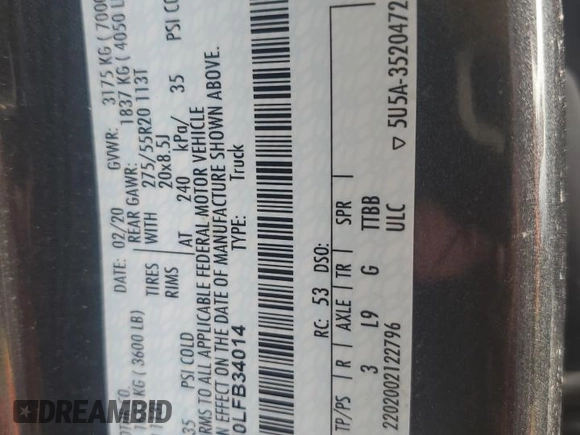 OTOR CO.
DATE: 02/20 GVWR: 3175 KG ( 7000
KG ( 3600 LB) REAR GAWR: 1837 KG ( 4050 LB
TIRES WITH 275/55R20 113T
RIMS 20x8.5J
35 PSI COLD AT 240 kPa/ 35 PSI CO
RMS TO ALL APPLICABLE FEDERAL MOTOR VEHICLE
N EFFECT ON THE DATE OF MANUFACTURE SHOWN ABOVE.
0LFB34014 TYPE: Truck
RC: 53 DSO:
TP/PS R AXLE TR SPR
3 L9 G TTBB
2202002122796 ULC ▽ 5U5A-3520472
DREAMBID